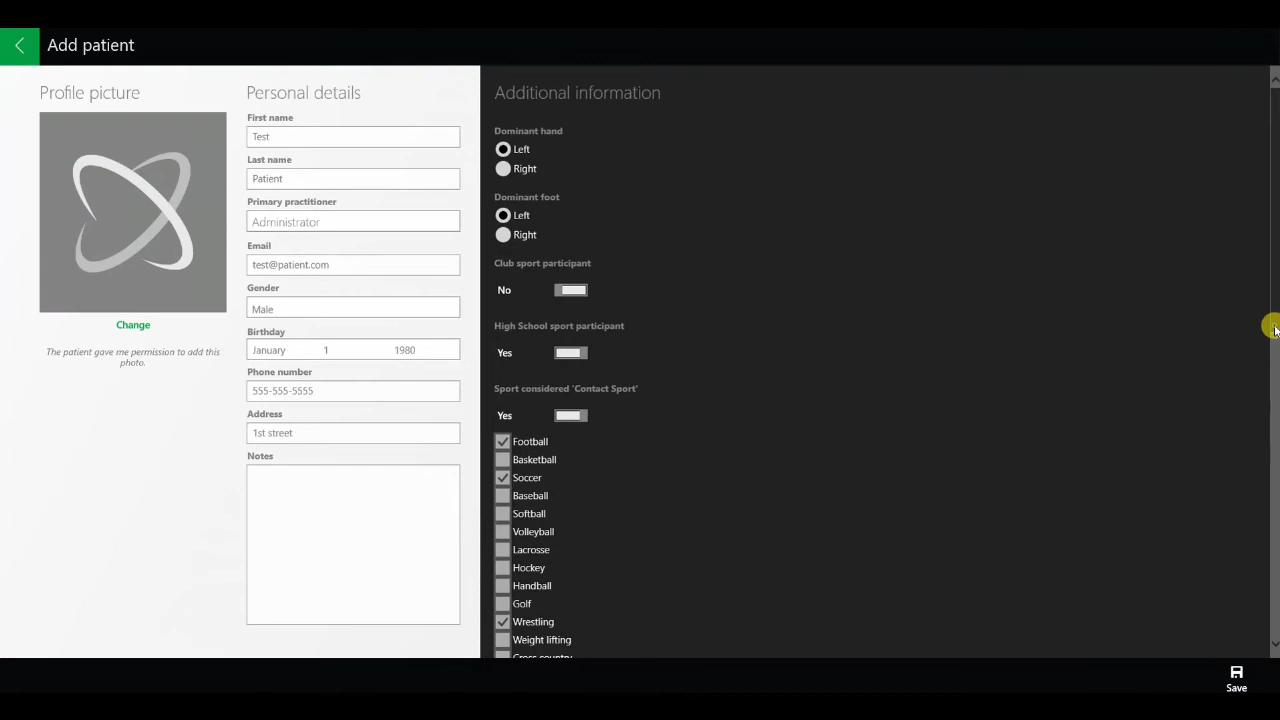 Add patient
Profile picture
Change
The patient gave me permission to add this
photo.
Personal details
First name
Test
Last name
Patient
Primary practitioner
Administrator
Email
test@patient.com
Gender
Male
Birthday
January 1 1980
Phone number
555-555-5555
Address
1st street
Notes
Additional information
Dominant hand
Left
Right
Dominant foot
Left
Right
Club sport participant
No
High School sport participant
Yes
Sport considered 'Contact Sport'
Yes
Football
Basketball
Soccer
Baseball
Softball
Volleyball
Lacrosse
Hockey
Handball
Golf
Wrestling
Weight lifting
Cross country
Save